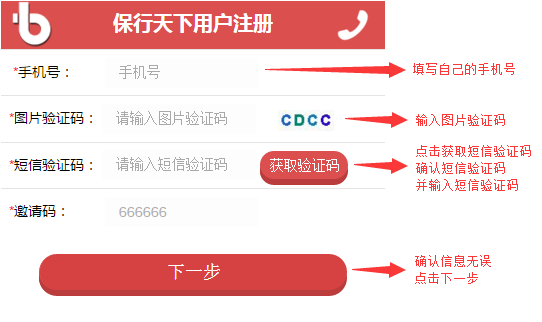 保行天下用户注册
*手机号： 手机号 填写自己的手机号
*图片验证码： 请输入图片验证码 CDCC 输入图片验证码
*短信验证码： 请输入短信验证码 获取验证码 点击获取短信验证码
确认短信验证码
并输入短信验证码
*邀请码： 666666
下一步 确认信息无误
点击下一步